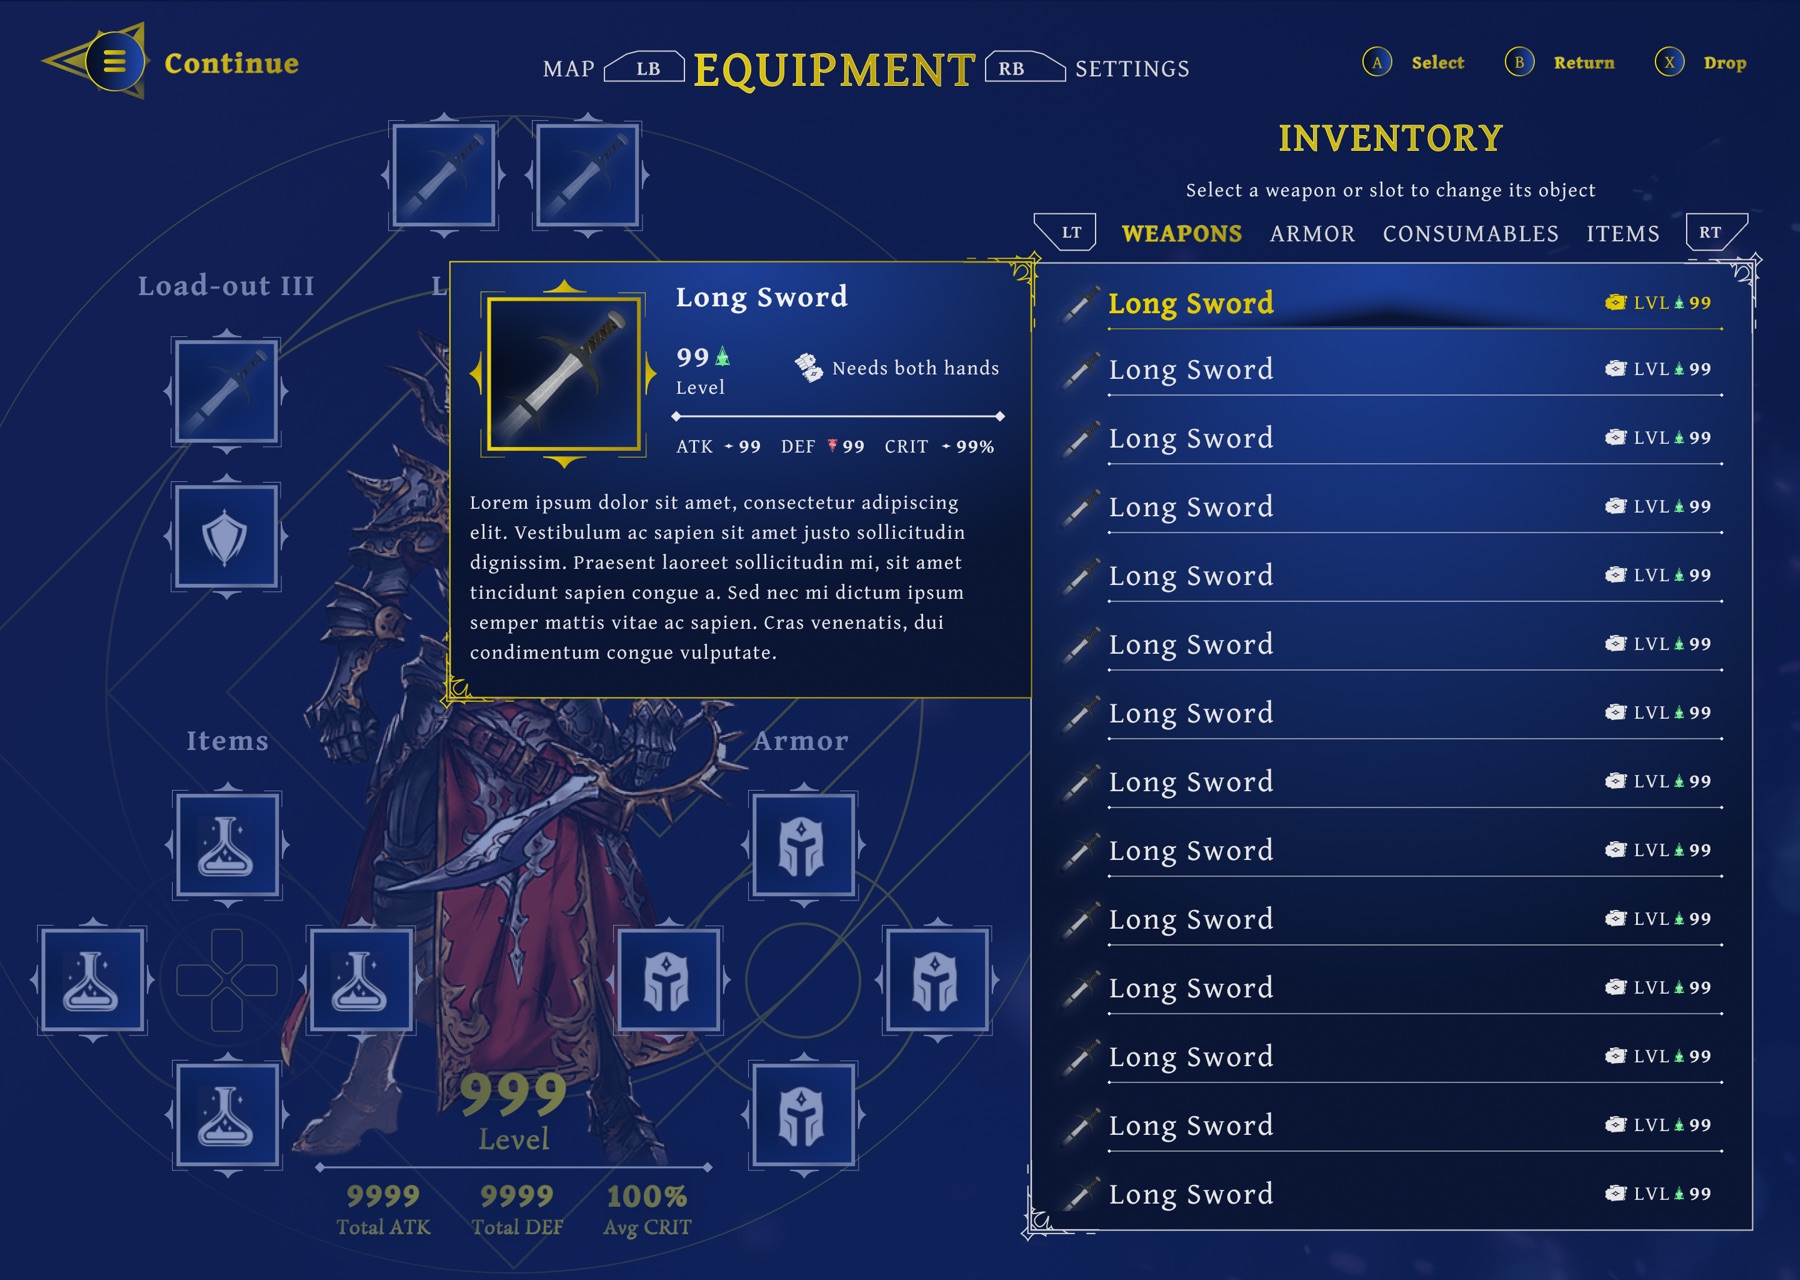 Continue
MAP LB EQUIPMENT RB SETTINGS
A Select B Return X Drop
INVENTORY
Select a weapon or slot to change its object
LT WEAPONS ARMOR CONSUMABLES ITEMS RT
Load-out III
L
Long Sword
99
Level
Needs both hands
ATK 99 DEF 99 CRIT 99%
Lorem ipsum dolor sit amet, consectetur adipiscing
elit. Vestibulum ac sapien sit amet justo sollicitudin
dignissim. Praesent laoreet sollicitudin mi, sit amet
tincidunt sapien congue a. Sed nec mi dictum ipsum
semper mattis vitae ac sapien. Cras venenatis, dui
condimentum congue vulputate.
Long Sword LVL 99
Long Sword LVL 99
Long Sword LVL 99
Long Sword LVL 99
Long Sword LVL 99
Long Sword LVL 99
Long Sword LVL 99
Long Sword LVL 99
Long Sword LVL 99
Long Sword LVL 99
Long Sword LVL 99
Long Sword LVL 99
Long Sword LVL 99
Long Sword LVL 99
Items
Armor
999
Level
9999 9999 100%
Total ATK Total DEF Avg CRIT